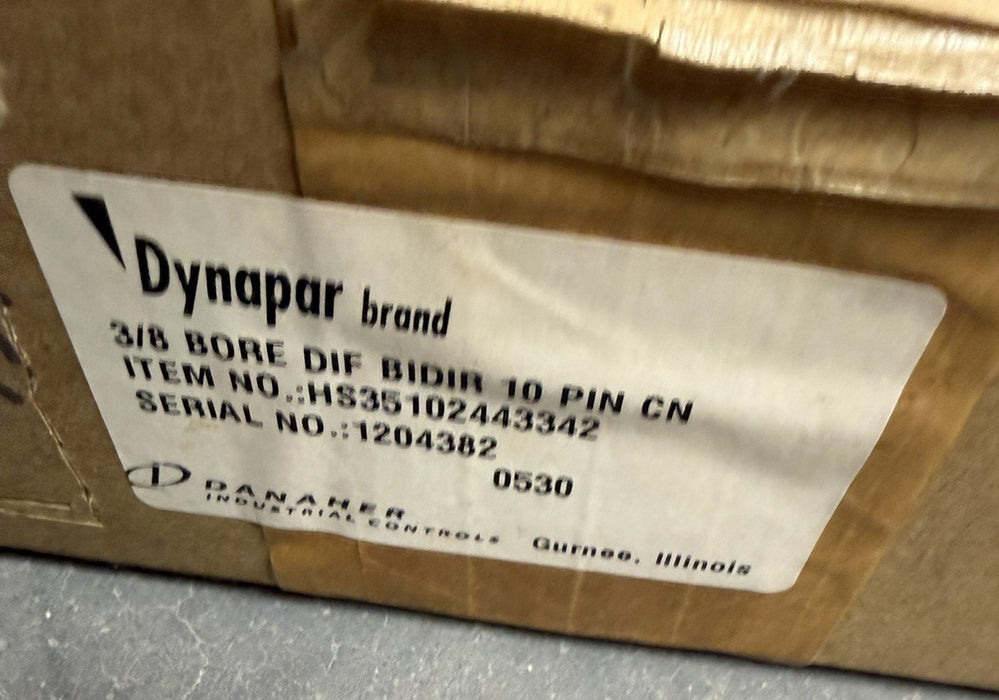 Dynapar brand
3/8 BORE DIF BIDIR 10 PIN CN
ITEM NO.:HS35102443342
SERIAL NO.:1204382
0530
DANAHER
INDUSTRIAL CONTROLS
Gurnee, Illinois